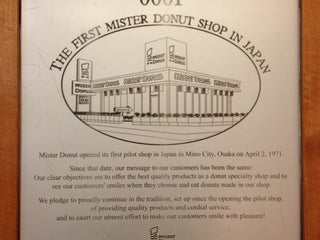 0001
THE FIRST MISTER DONUT SHOP IN JAPAN
MISTER DONUT
Mister Donut opened its first pilot shop in Japan in Mino City, Osaka on April 2, 1971.
Since that date, our message to our customers has been the same:
Our clear objectives are to offer the best quality products as a donut specialty shop and to
see our customers' smiles when they choose and eat donuts made in our shop.
We pledge to proudly continue in the tradition, set up since the opening the pilot shop,
of providing quality products and cordial service,
and to exert our utmost effort to make our customers smile with pleasure!